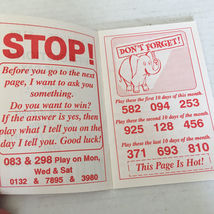 STOP!
Before you go to the next
page, I want to ask you
something.
Do you want to win?
If the answer is yes, then
play what I tell you on the
day I tell you. Good luck!
083 & 298 Play on Mon,
Wed & Sat
0132 & 7895 & 3980
DON'T FORGET!
Play these the first 10 days of this month
582 094 253
Play these the second 10 days of the month
925 128 456
Play these the last 10 days of the month
371 693 810
This Page Is Hot!